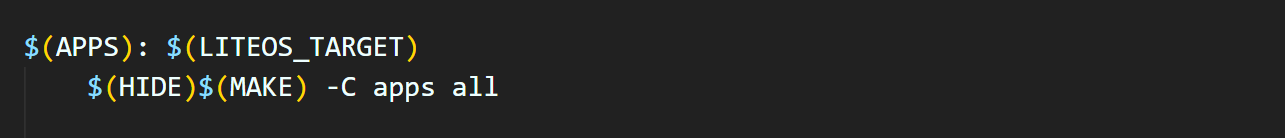 $(APPS): $(LITEOS_TARGET)
$(HIDE)$(MAKE) -C apps all